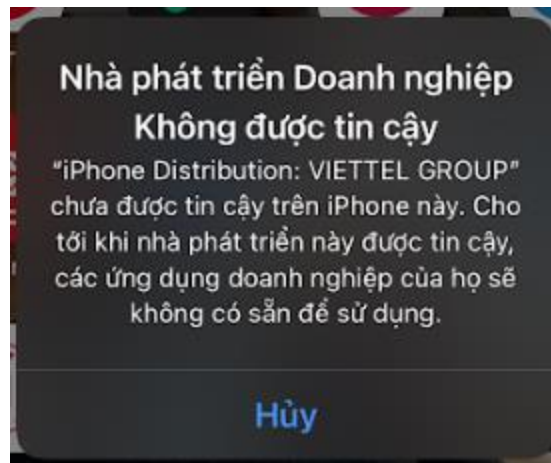 Nhà phát triển Doanh nghiệp
Không được tin cậy
“iPhone Distribution: VIETTEL GROUP”
chưa được tin cậy trên iPhone này. Cho
tới khi nhà phát triển này được tin cậy,
các ứng dụng doanh nghiệp của họ sẽ
không có sẵn để sử dụng.
Hủy